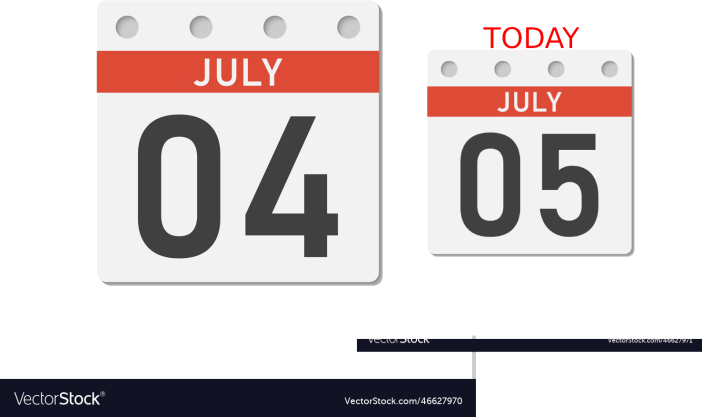 JULY
04
TODAY
JULY
05
VectorStock
VectorStock.com/46627971
VectorStock®
VectorStock.com/46627970